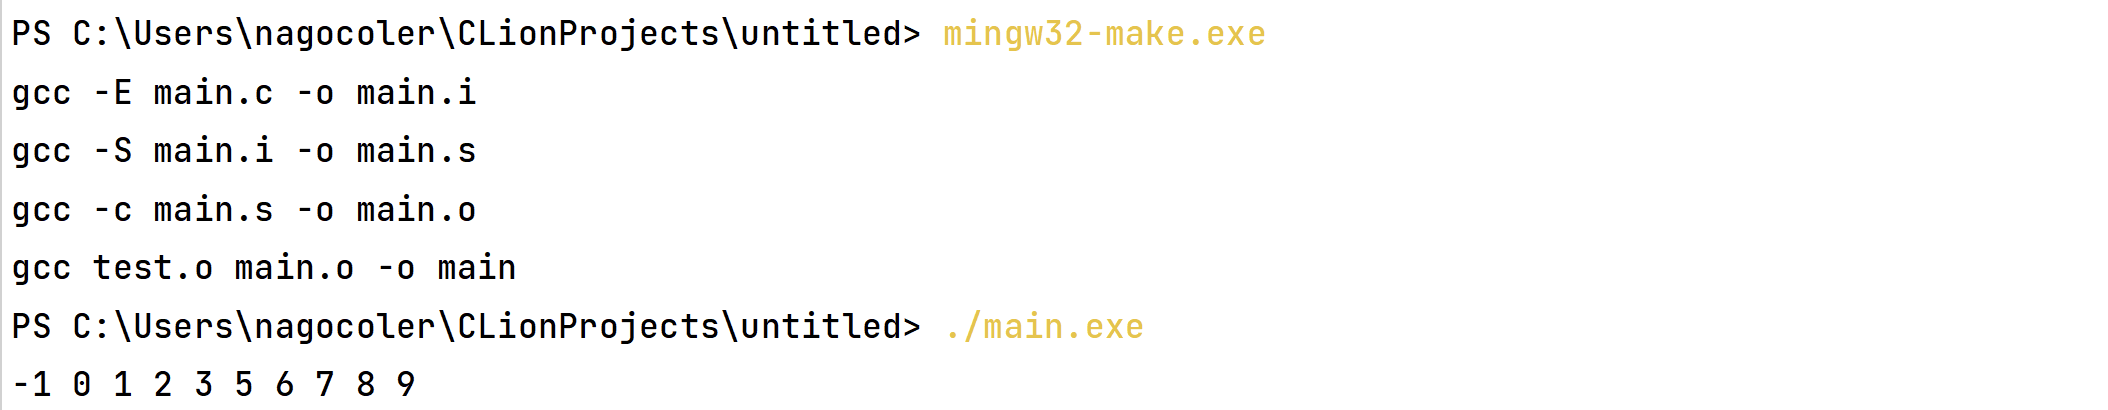 PS C:\Users\nagocoler\CLionProjects\untitled> mingw32-make.exe
gcc -E main.c -o main.i
gcc -S main.i -o main.s
gcc -c main.s -o main.o
gcc test.o main.o -o main
PS C:\Users\nagocoler\CLionProjects\untitled> ./main.exe
-1 0 1 2 3 5 6 7 8 9